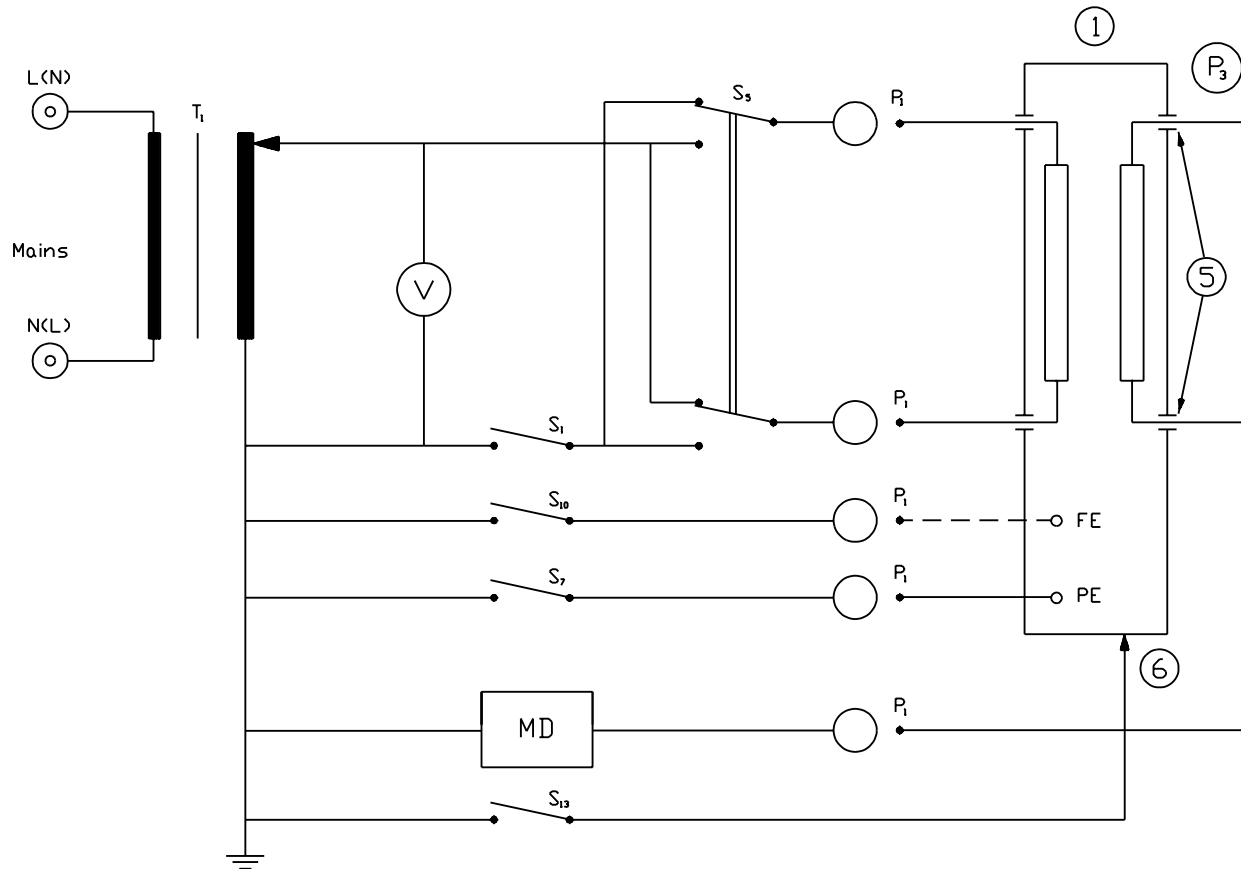 1
L(N)
T1
S5
P1
P3
Mains
V
5
N(L)
S1
P1
S10
P1
FE
S7
P1
PE
6
MD
P1
S13